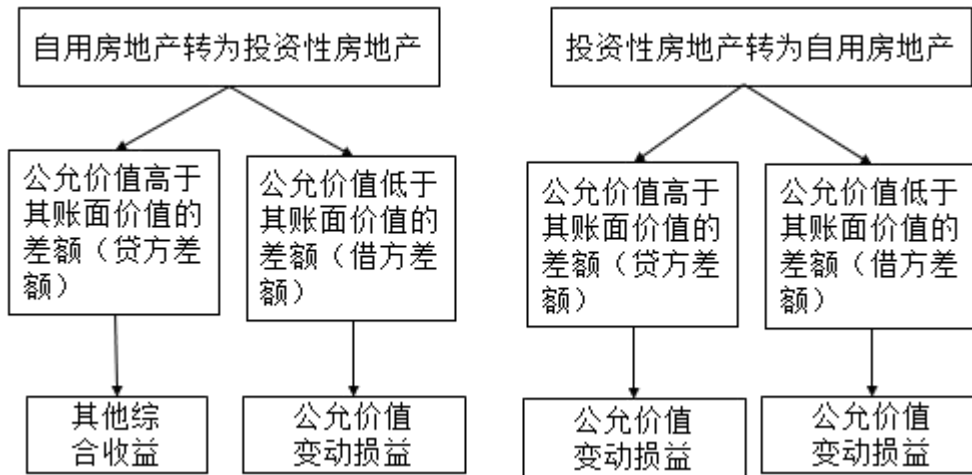 自用房地产转为投资性房地产
公允价值高于
其账面价值的
差额（贷方差
额）
公允价值低于
其账面价值的
差额（借方差
额）
其他综
合收益
公允价值
变动损益
投资性房地产转为自用房地产
公允价值高于
其账面价值的
差额（贷方差
额）
公允价值低于
其账面价值的
差额（借方差
额）
公允价值
变动损益
公允价值
变动损益